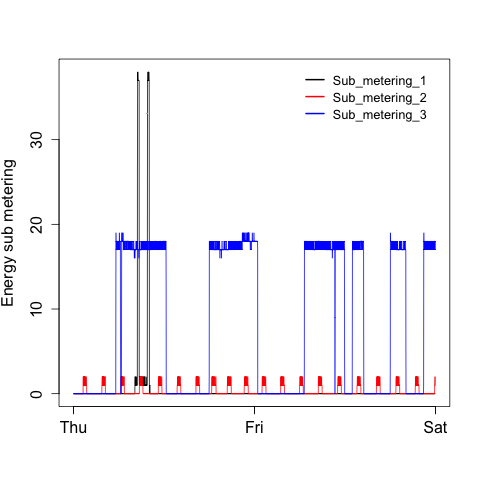 Sub_metering_1
Sub_metering_2
Sub_metering_3
Energy sub metering
30
20
10
0
Thu Fri Sat